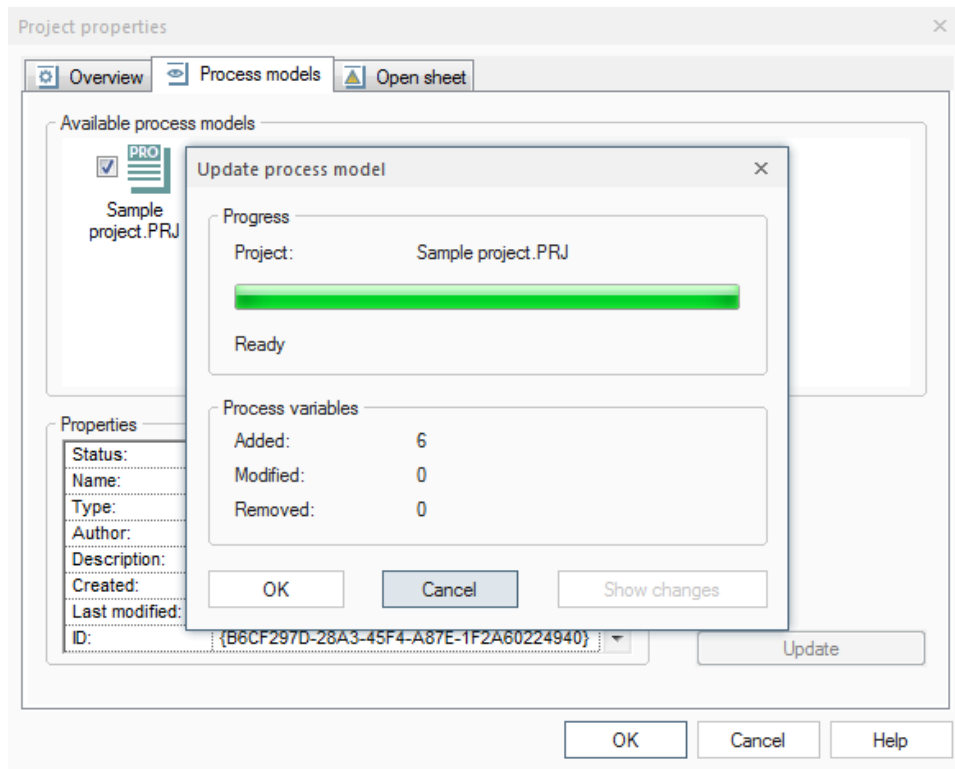 Project properties
Overview Process models Open sheet
Available process models
PRO
Sample
project.PRJ
Update process model
Progress
Project: Sample project.PRJ
Ready
Process variables
Added: 6
Modified: 0
Removed: 0
OK Cancel Show changes
Properties
Status:
Name:
Type:
Author:
Description:
Created:
Last modified:
ID: {B6CF297D-28A3-45F4-A87E-1F2A60224940}
Update
OK Cancel Help